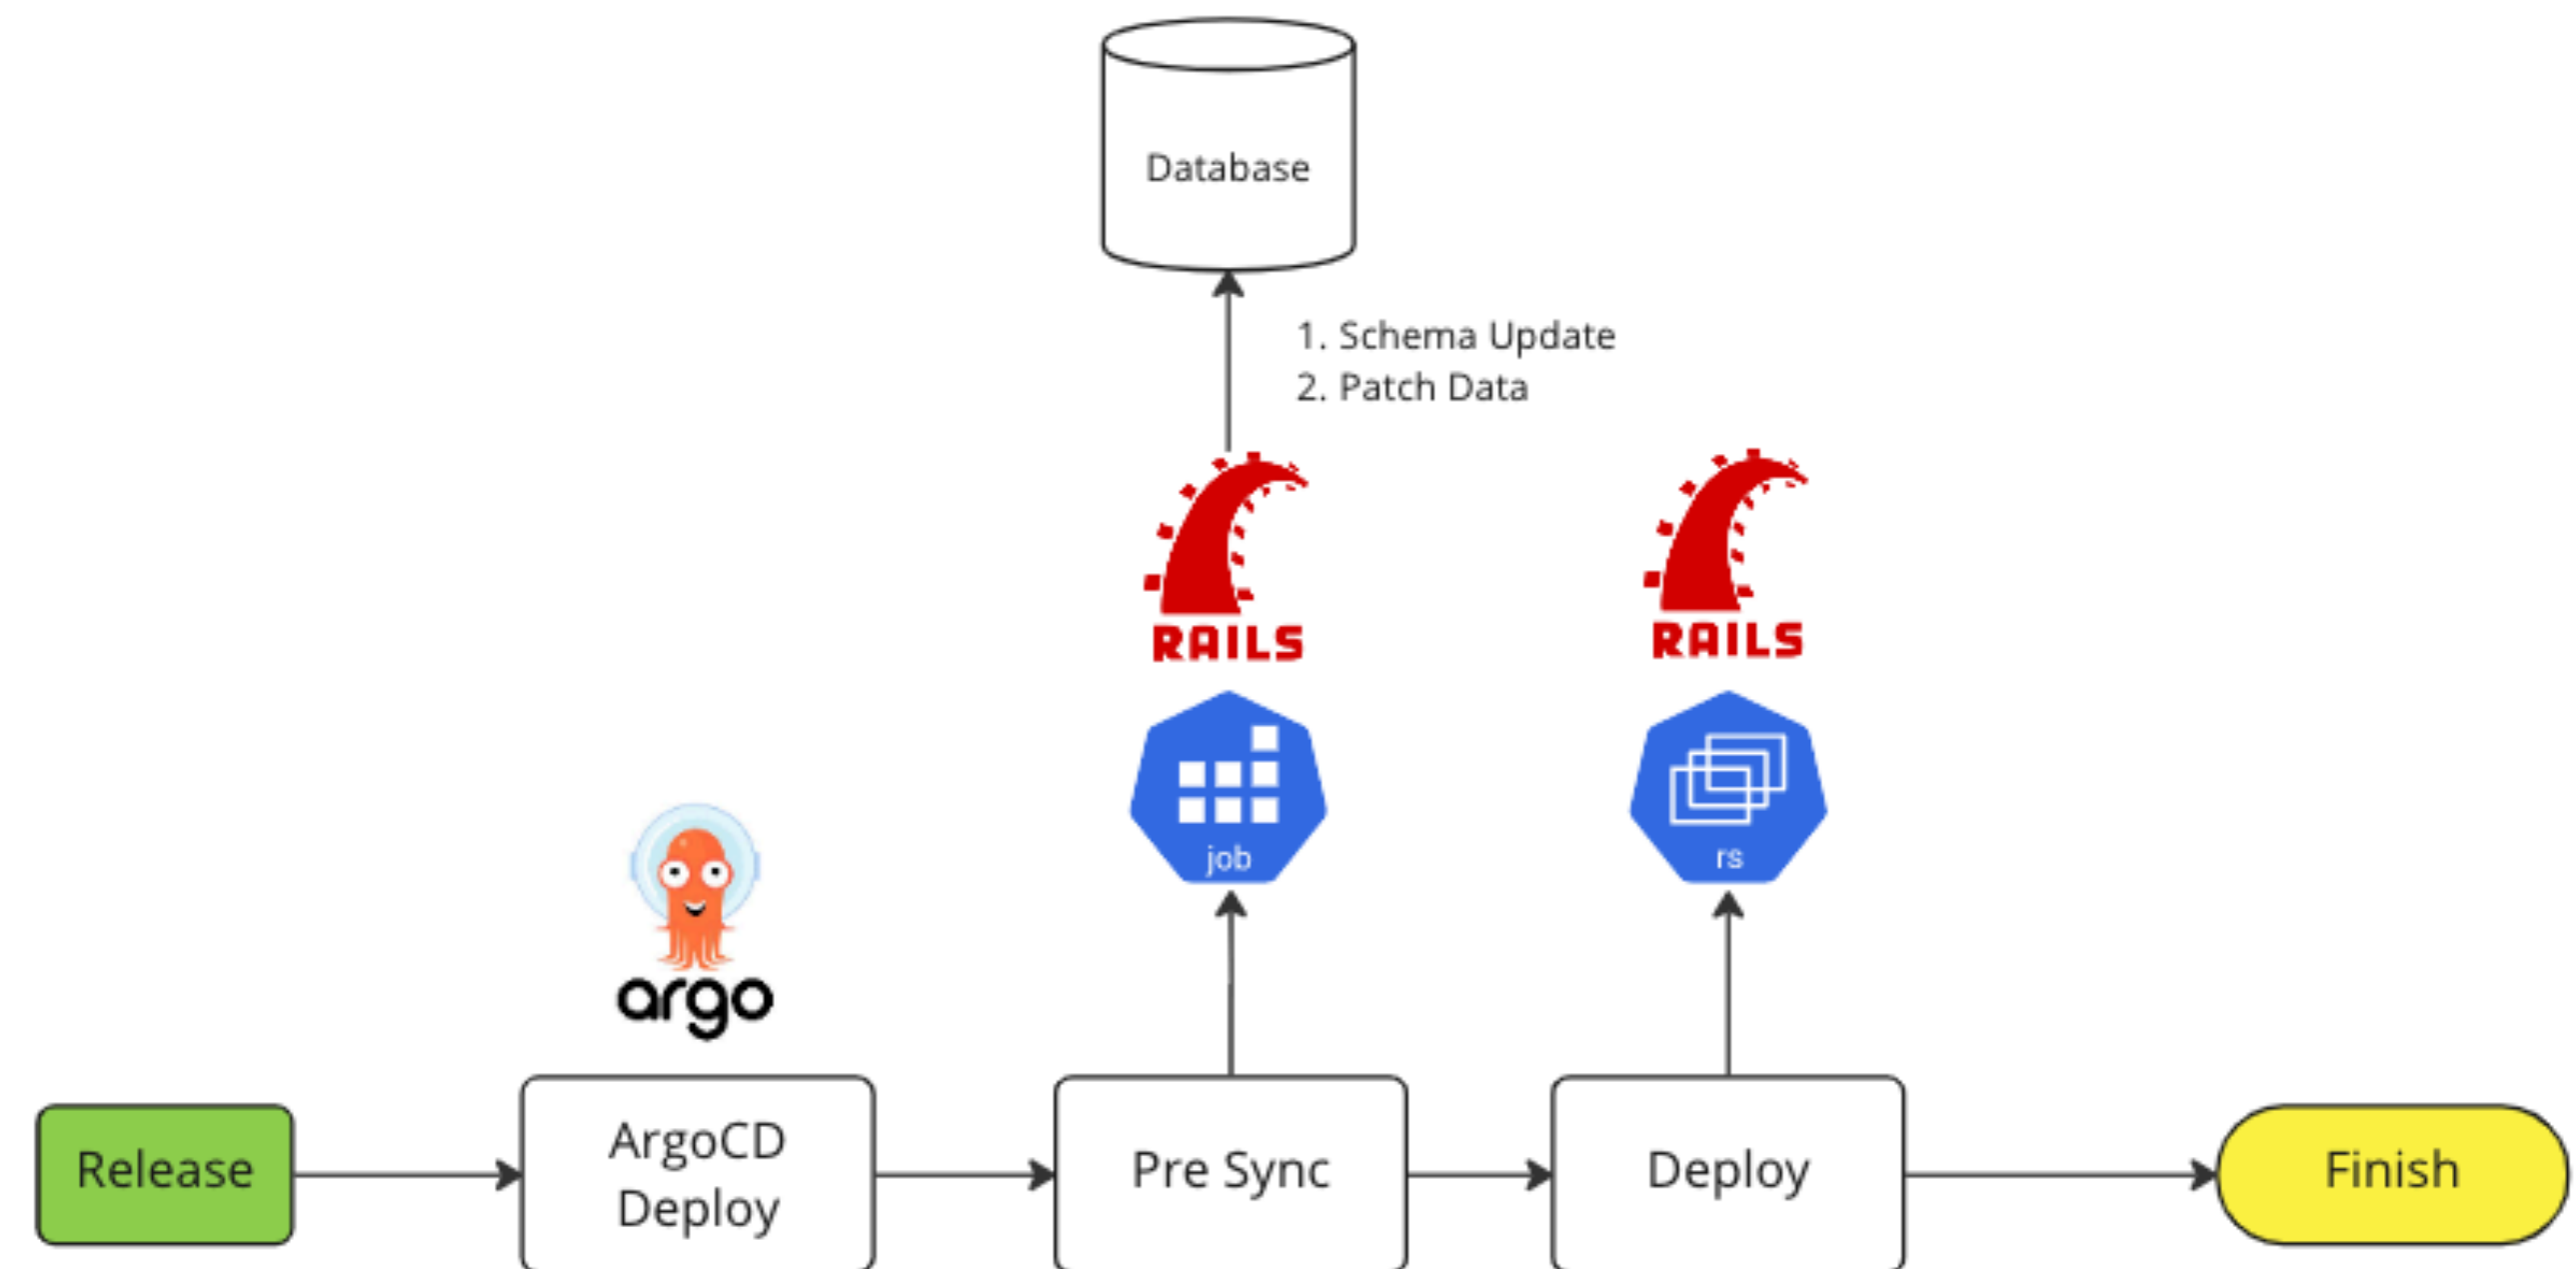 Database
1. Schema Update
2. Patch Data
RAILS
RAILS
job
rs
argo
Release
ArgoCD
Deploy
Pre Sync
Deploy
Finish